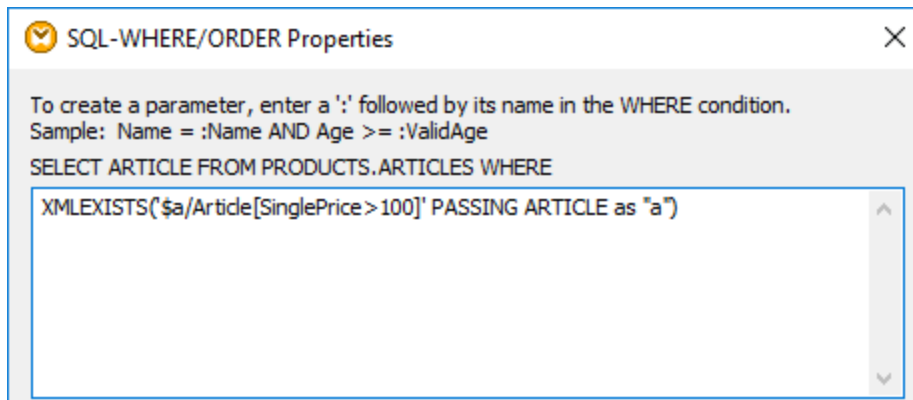 SQL-WHERE/ORDER Properties
To create a parameter, enter a ':' followed by its name in the WHERE condition.
Sample:  Name = :Name AND Age >= :ValidAge
SELECT ARTICLE FROM PRODUCTS.ARTICLES WHERE
XMLEXISTS('$a/Article[SinglePrice>100]' PASSING ARTICLE as "a")